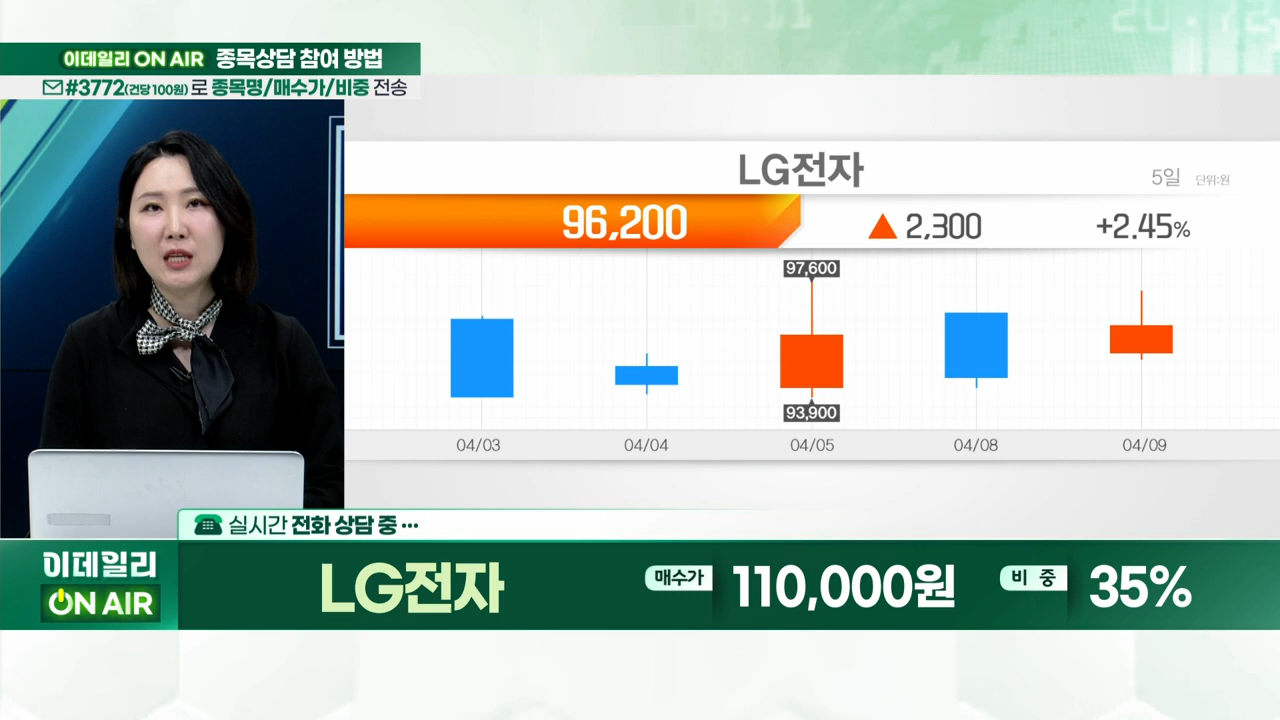 이데일리 ON AIR 종목상담 참여 방법
#3772(건당 100원)로 종목명/매수가/비중 전송
LG전자
5일 단위:원
96,200 ▲ 2,300 +2.45%
97,600
93,900
04/03 04/04 04/05 04/08 04/09
실시간 전화 상담 중 ···
이데일리
ON AIR
LG전자 매수가 110,000원 비 중 35%